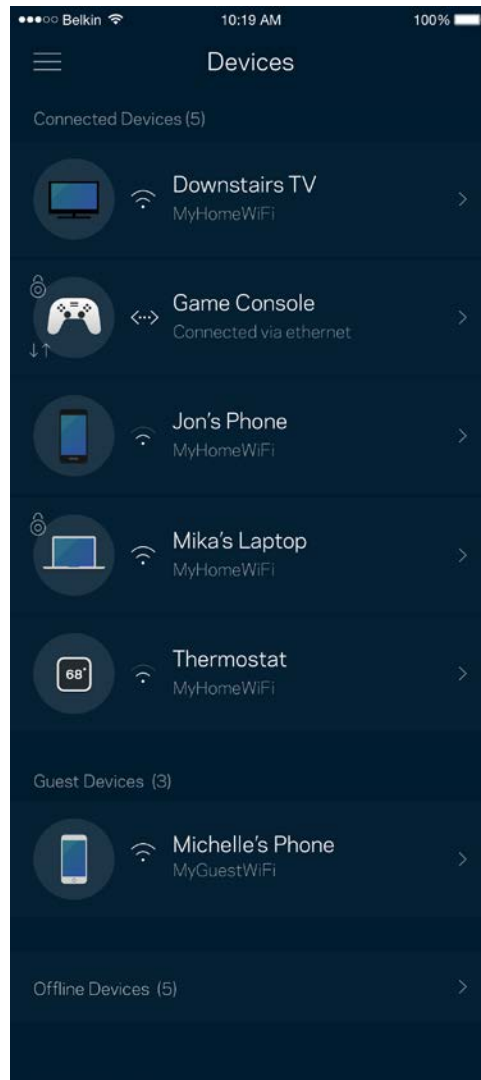 Belkin 10:19 AM 100%
Devices
Connected Devices (5)
Downstairs TV
MyHomeWiFi
Game Console
Connected via ethernet
Jon's Phone
MyHomeWiFi
Mika's Laptop
MyHomeWiFi
68°
Thermostat
MyHomeWiFi
Guest Devices (3)
Michelle's Phone
MyGuestWiFi
Offline Devices (5)